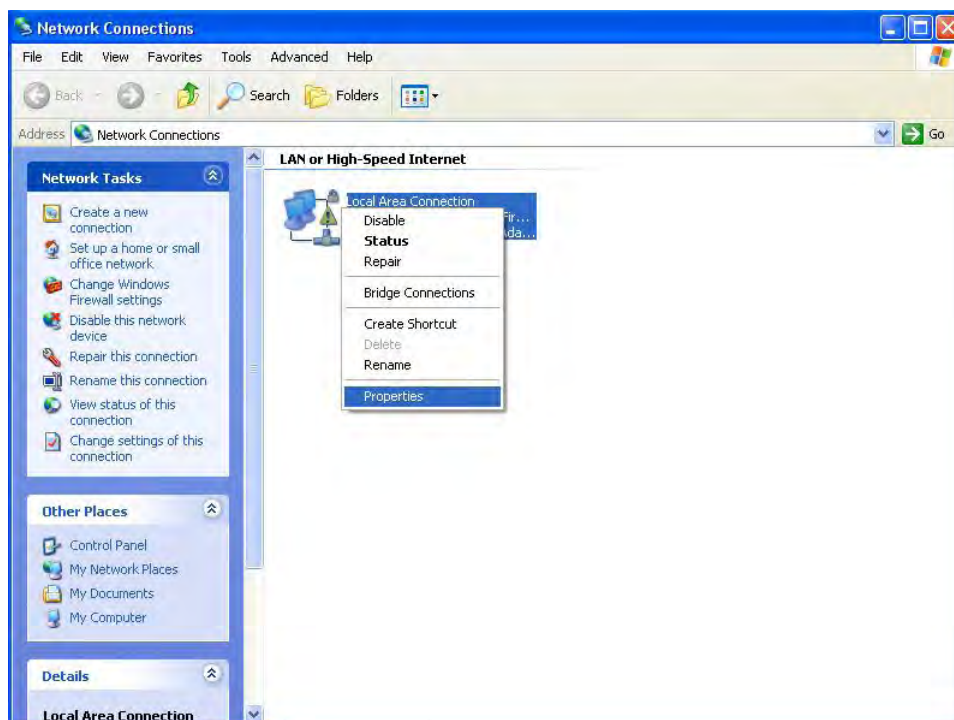 Network Connections
File Edit View Favorites Tools Advanced Help
Back Search Folders
Address Network Connections Go
Network Tasks
Create a new
connection
Set up a home or small
office network
Change Windows
Firewall settings
Disable this network
device
Repair this connection
Rename this connection
View status of this
connection
Change settings of this
connection
Other Places
Control Panel
My Network Places
My Documents
My Computer
Details
Local Area Connection
LAN or High-Speed Internet
Local Area Connection
Fir...
Ada...
Disable
Status
Repair
Bridge Connections
Create Shortcut
Delete
Rename
Properties